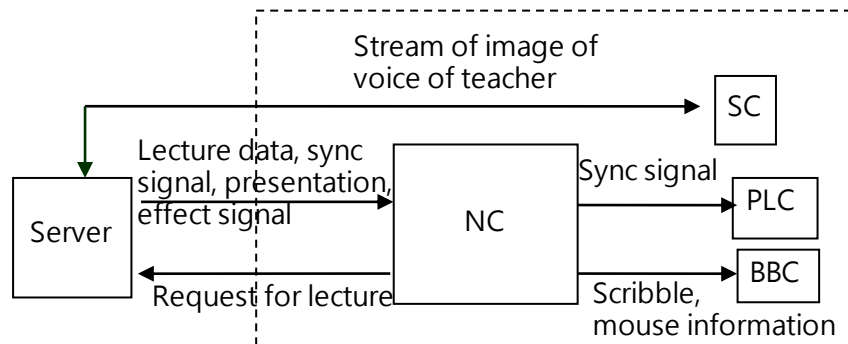 Stream of image of
voice of teacher
SC
Lecture data, sync
signal, presentation,
effect signal
Sync signal
PLC
Server
NC
BBC
Request for lecture
Scribble,
mouse information